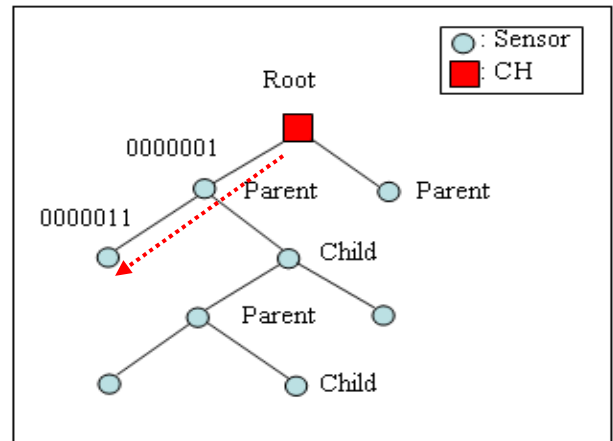 : Sensor
: CH
Root
0000001
Parent
Parent
0000011
Child
Parent
Child